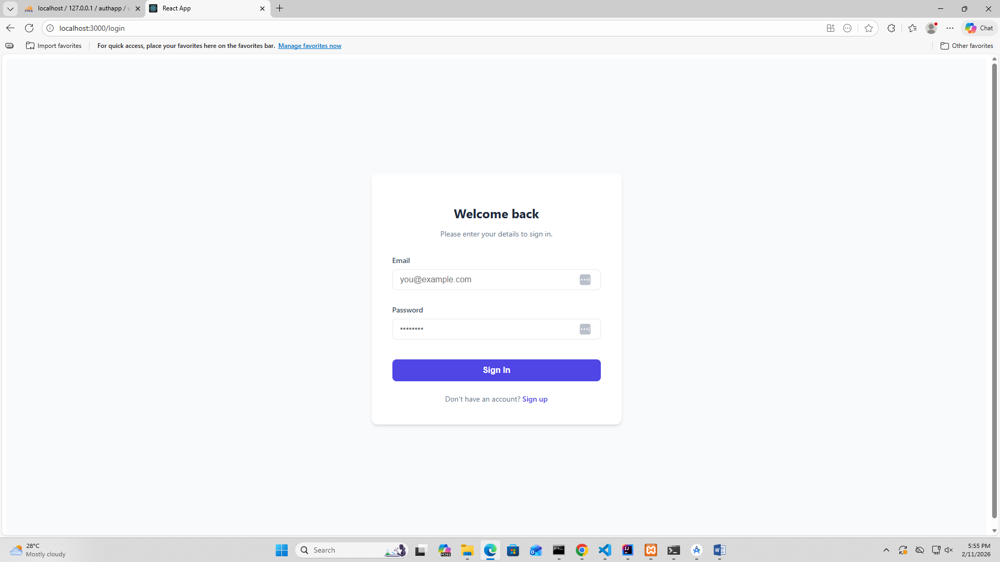 localhost / 127.0.0.1 / authapp / u
React App
localhost:3000/login
Chat
Import favorites
For quick access, place your favorites here on the favorites bar. Manage favorites now
Other favorites
Welcome back
Please enter your details to sign in.
Email
you@example.com
Password
••••••••
Sign In
Don't have an account? Sign up
28°C
Mostly cloudy
Search
M365
5:55 PM
2/11/2026